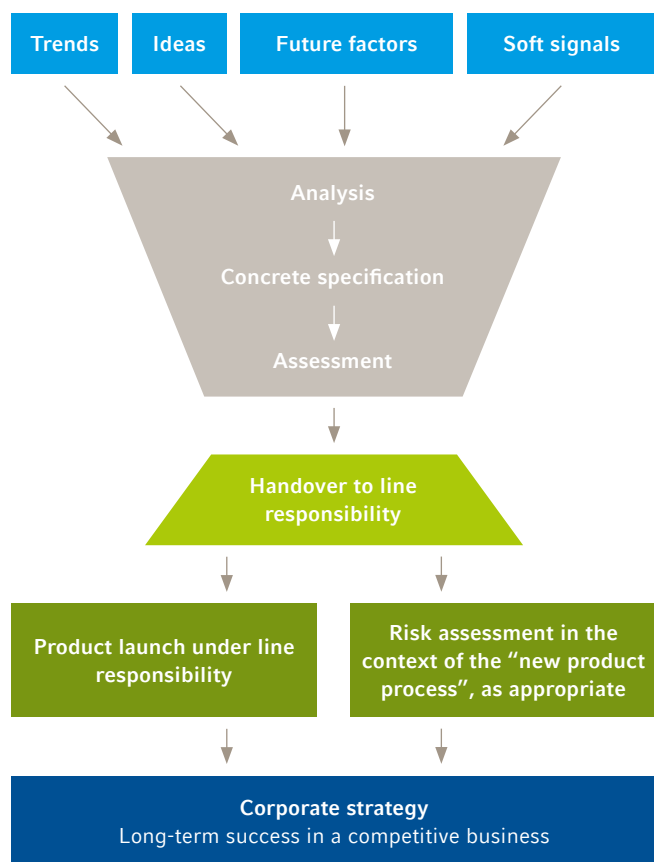 Trends
Ideas
Future factors
Soft signals
Analysis
Concrete specification
Assessment
Handover to line
responsibility
Product launch under line
responsibility
Risk assessment in the
context of the “new product
process”, as appropriate
Corporate strategy
Long-term success in a competitive business